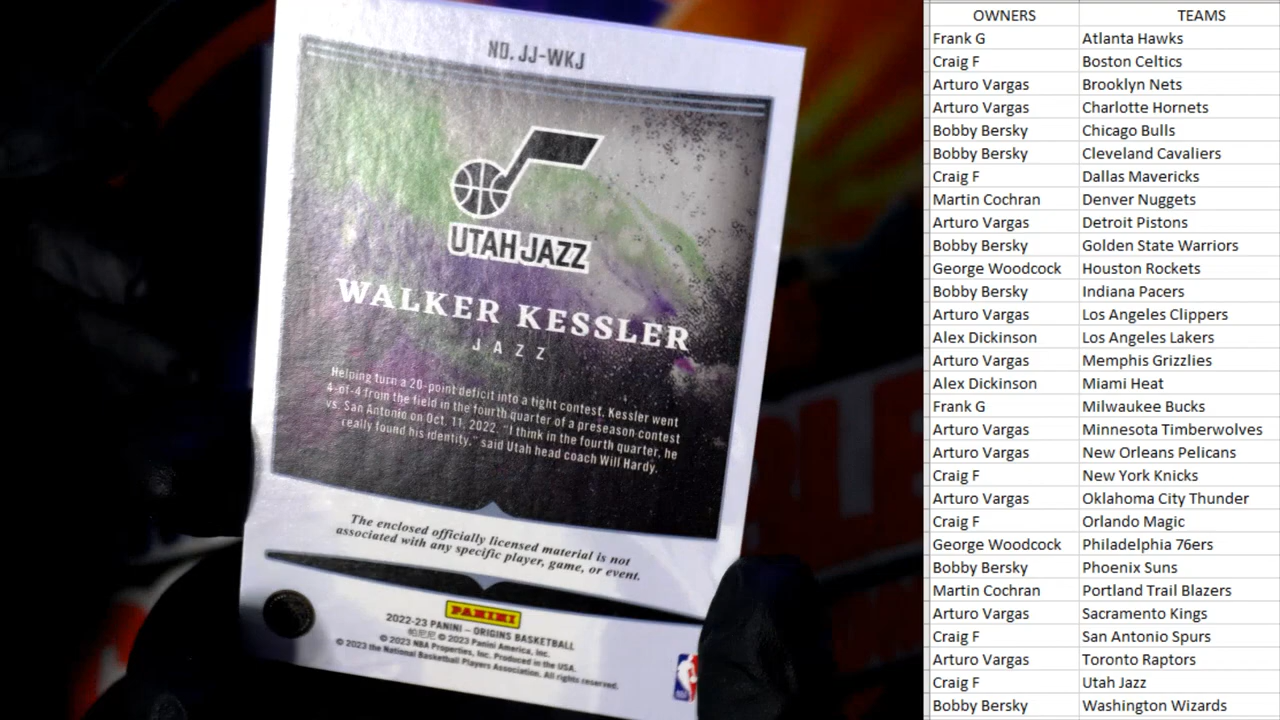 NO. JJ-WKJ
UTAH JAZZ
WALKER KESSLER
JAZZ
Helping turn a 20-point deficit into a tight contest, Kessler went
4-of-4 from the field in the fourth quarter of a preseason contest
vs. San Antonio on Oct. 11, 2022. "I think in the fourth quarter, he
really found his identity," said Utah head coach Will Hardy.
The enclosed officially licensed material is not
associated with any specific player, game, or event.
PANINI
2022-23 PANINI – ORIGINS BASKETBALL
帕尼尼 © 2023 Panini America, Inc.
© 2023 NBA Properties, Inc. Produced in the USA.
© 2023 the National Basketball Players Association. All rights reserved.
OWNERS TEAMS
Frank G Atlanta Hawks
Craig F Boston Celtics
Arturo Vargas Brooklyn Nets
Arturo Vargas Charlotte Hornets
Bobby Bersky Chicago Bulls
Bobby Bersky Cleveland Cavaliers
Craig F Dallas Mavericks
Martin Cochran Denver Nuggets
Arturo Vargas Detroit Pistons
Bobby Bersky Golden State Warriors
George Woodcock Houston Rockets
Bobby Bersky Indiana Pacers
Arturo Vargas Los Angeles Clippers
Alex Dickinson Los Angeles Lakers
Arturo Vargas Memphis Grizzlies
Alex Dickinson Miami Heat
Frank G Milwaukee Bucks
Arturo Vargas Minnesota Timberwolves
Arturo Vargas New Orleans Pelicans
Craig F New York Knicks
Arturo Vargas Oklahoma City Thunder
Craig F Orlando Magic
George Woodcock Philadelphia 76ers
Bobby Bersky Phoenix Suns
Martin Cochran Portland Trail Blazers
Arturo Vargas Sacramento Kings
Craig F San Antonio Spurs
Arturo Vargas Toronto Raptors
Craig F Utah Jazz
Bobby Bersky Washington Wizards